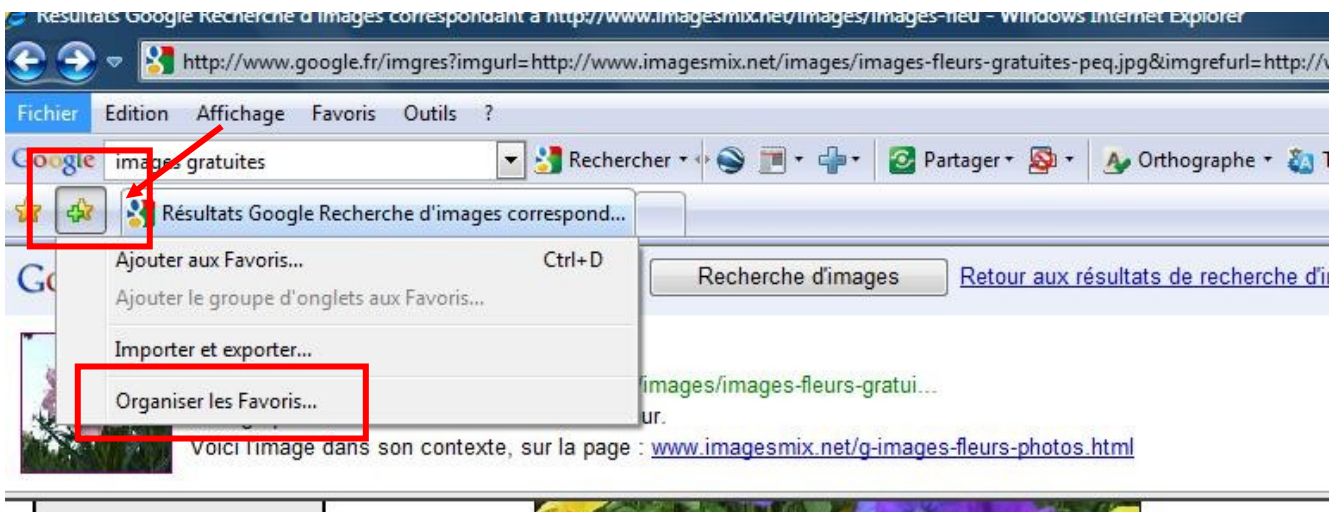 Résultats Google Recherche d'images correspondant à http://www.imagesmix.net/images/images-fleu - Windows Internet Explorer
http://www.google.fr/imgres?imgurl=http://www.imagesmix.net/images/images-fleurs-gratuites-peq.jpg&imgrefurl=http://
Fichier Edition Affichage Favoris Outils ?
Google images gratuites Rechercher Partager Orthographe
Résultats Google Recherche d'images correspond...
Ajouter aux Favoris... Ctrl+D
Recherche d'images Retour aux résultats de recherche
Ajouter le groupe d'onglets aux Favoris...
Importer et exporter...
/images/images-fleurs-gratui...
Organiser les Favoris...
ur.
Voici l'image dans son contexte, sur la page : www.imagesmix.net/g-images-fleurs-photos.html